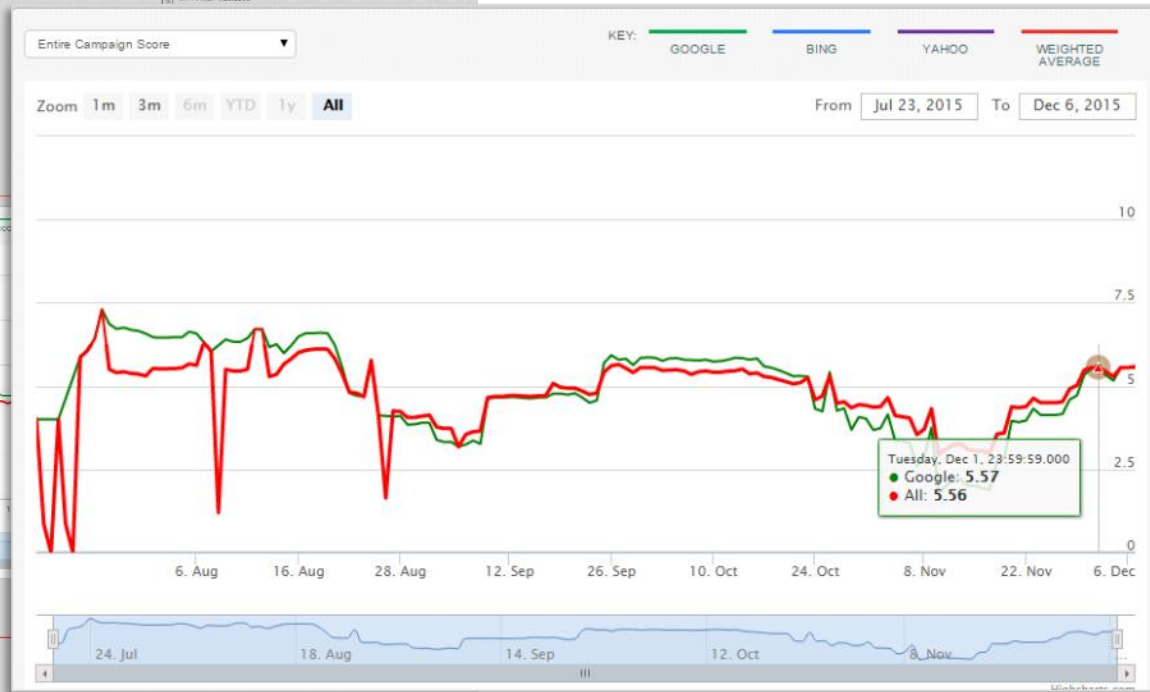 Entire Campaign Score
KEY:
GOOGLE
BING
YAHOO
WEIGHTED
AVERAGE
Zoom 1m 3m 6m YTD 1y All
From Jul 23, 2015 To Dec 6, 2015
10
7.5
5
2.5
0
Tuesday, Dec 1, 23:59:59.000
● Google: 5.57
● All: 5.56
6. Aug 16. Aug 28. Aug 12. Sep 26. Sep 10. Oct 24. Oct 8. Nov 22. Nov 6. Dec
24. Jul 18. Aug 14. Sep 12. Oct 8. Nov ...
Highcharts.com